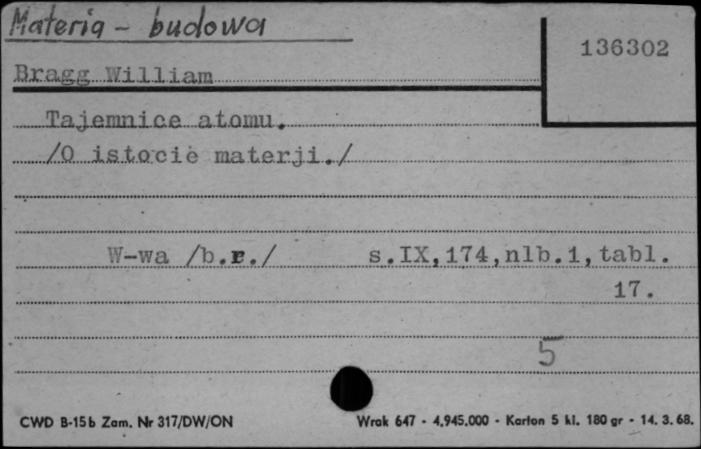 Materia - budowa
136302
Bragg William
Tajemnice atomu.
/O istocie materji./
W-wa /b.r./ s.IX,174,nlb.1,tabl.
17.
5
CWD B-15b Zam. Nr 317/DW/ON Wrak 647 - 4.945.000 - Karton 5 kl. 180 gr - 14. 3. 68.